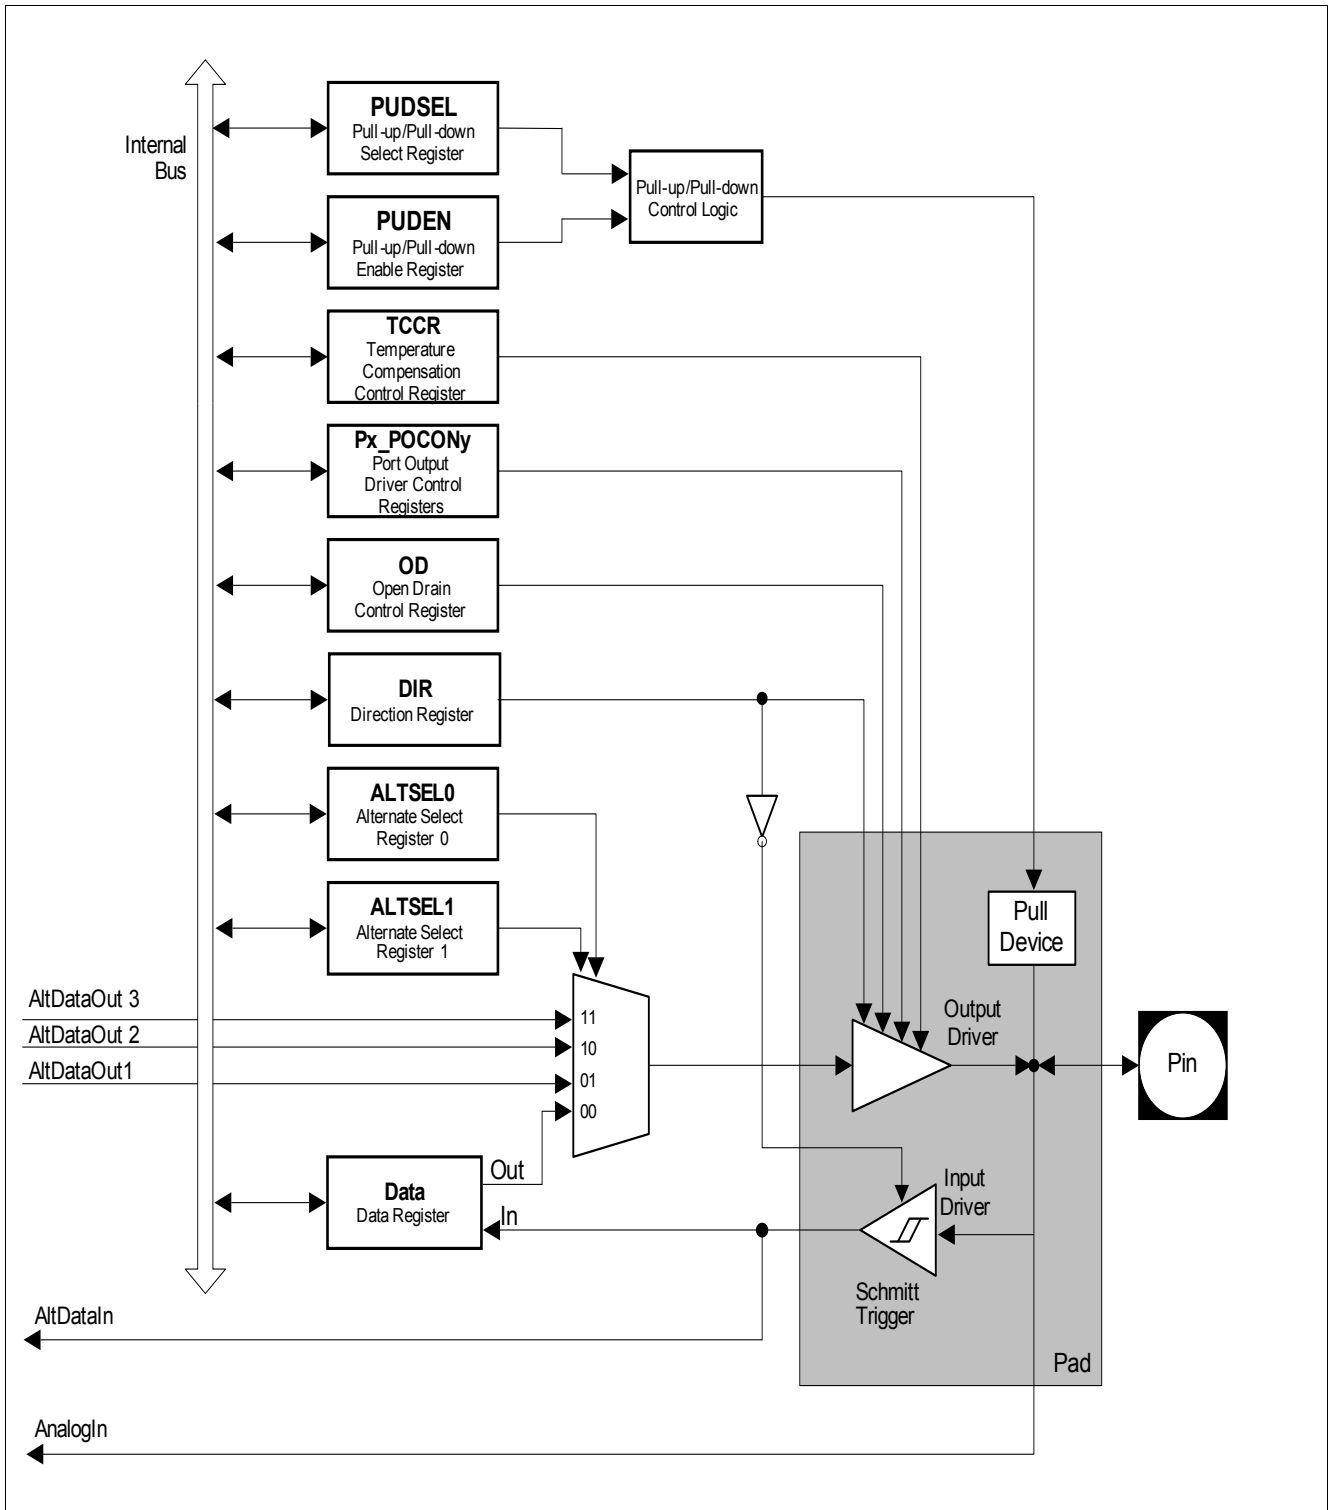 PUDSEL
Pull-up/Pull-down
Select Register
Internal
Bus
Pull-up/Pull-down
Control Logic
PUDEN
Pull-up/Pull-down
Enable Register
TCCR
Temperature
Compensation
Control Register
Px_POCONy
Port Output
Driver Control
Registers
OD
Open Drain
Control Register
DIR
Direction Register
ALTSEL0
Alternate Select
Register 0
ALTSEL1
Alternate Select
Register 1
Pull
Device
AltDataOut 3
AltDataOut 2
AltDataOut1
11
10
01
00
Output
Driver
Pin
Out
In
Data
Data Register
Input
Driver
Schmitt
Trigger
AltDataIn
Pad
AnalogIn